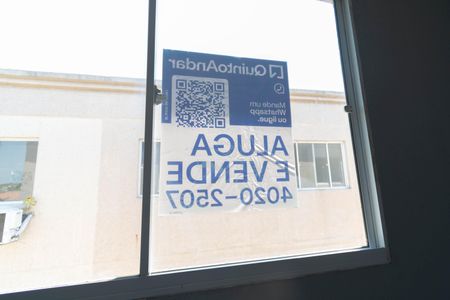 QuintoAndar
Mande um
Whatsapp
ou ligue.
ALUGA
E VENDE
4020-2507